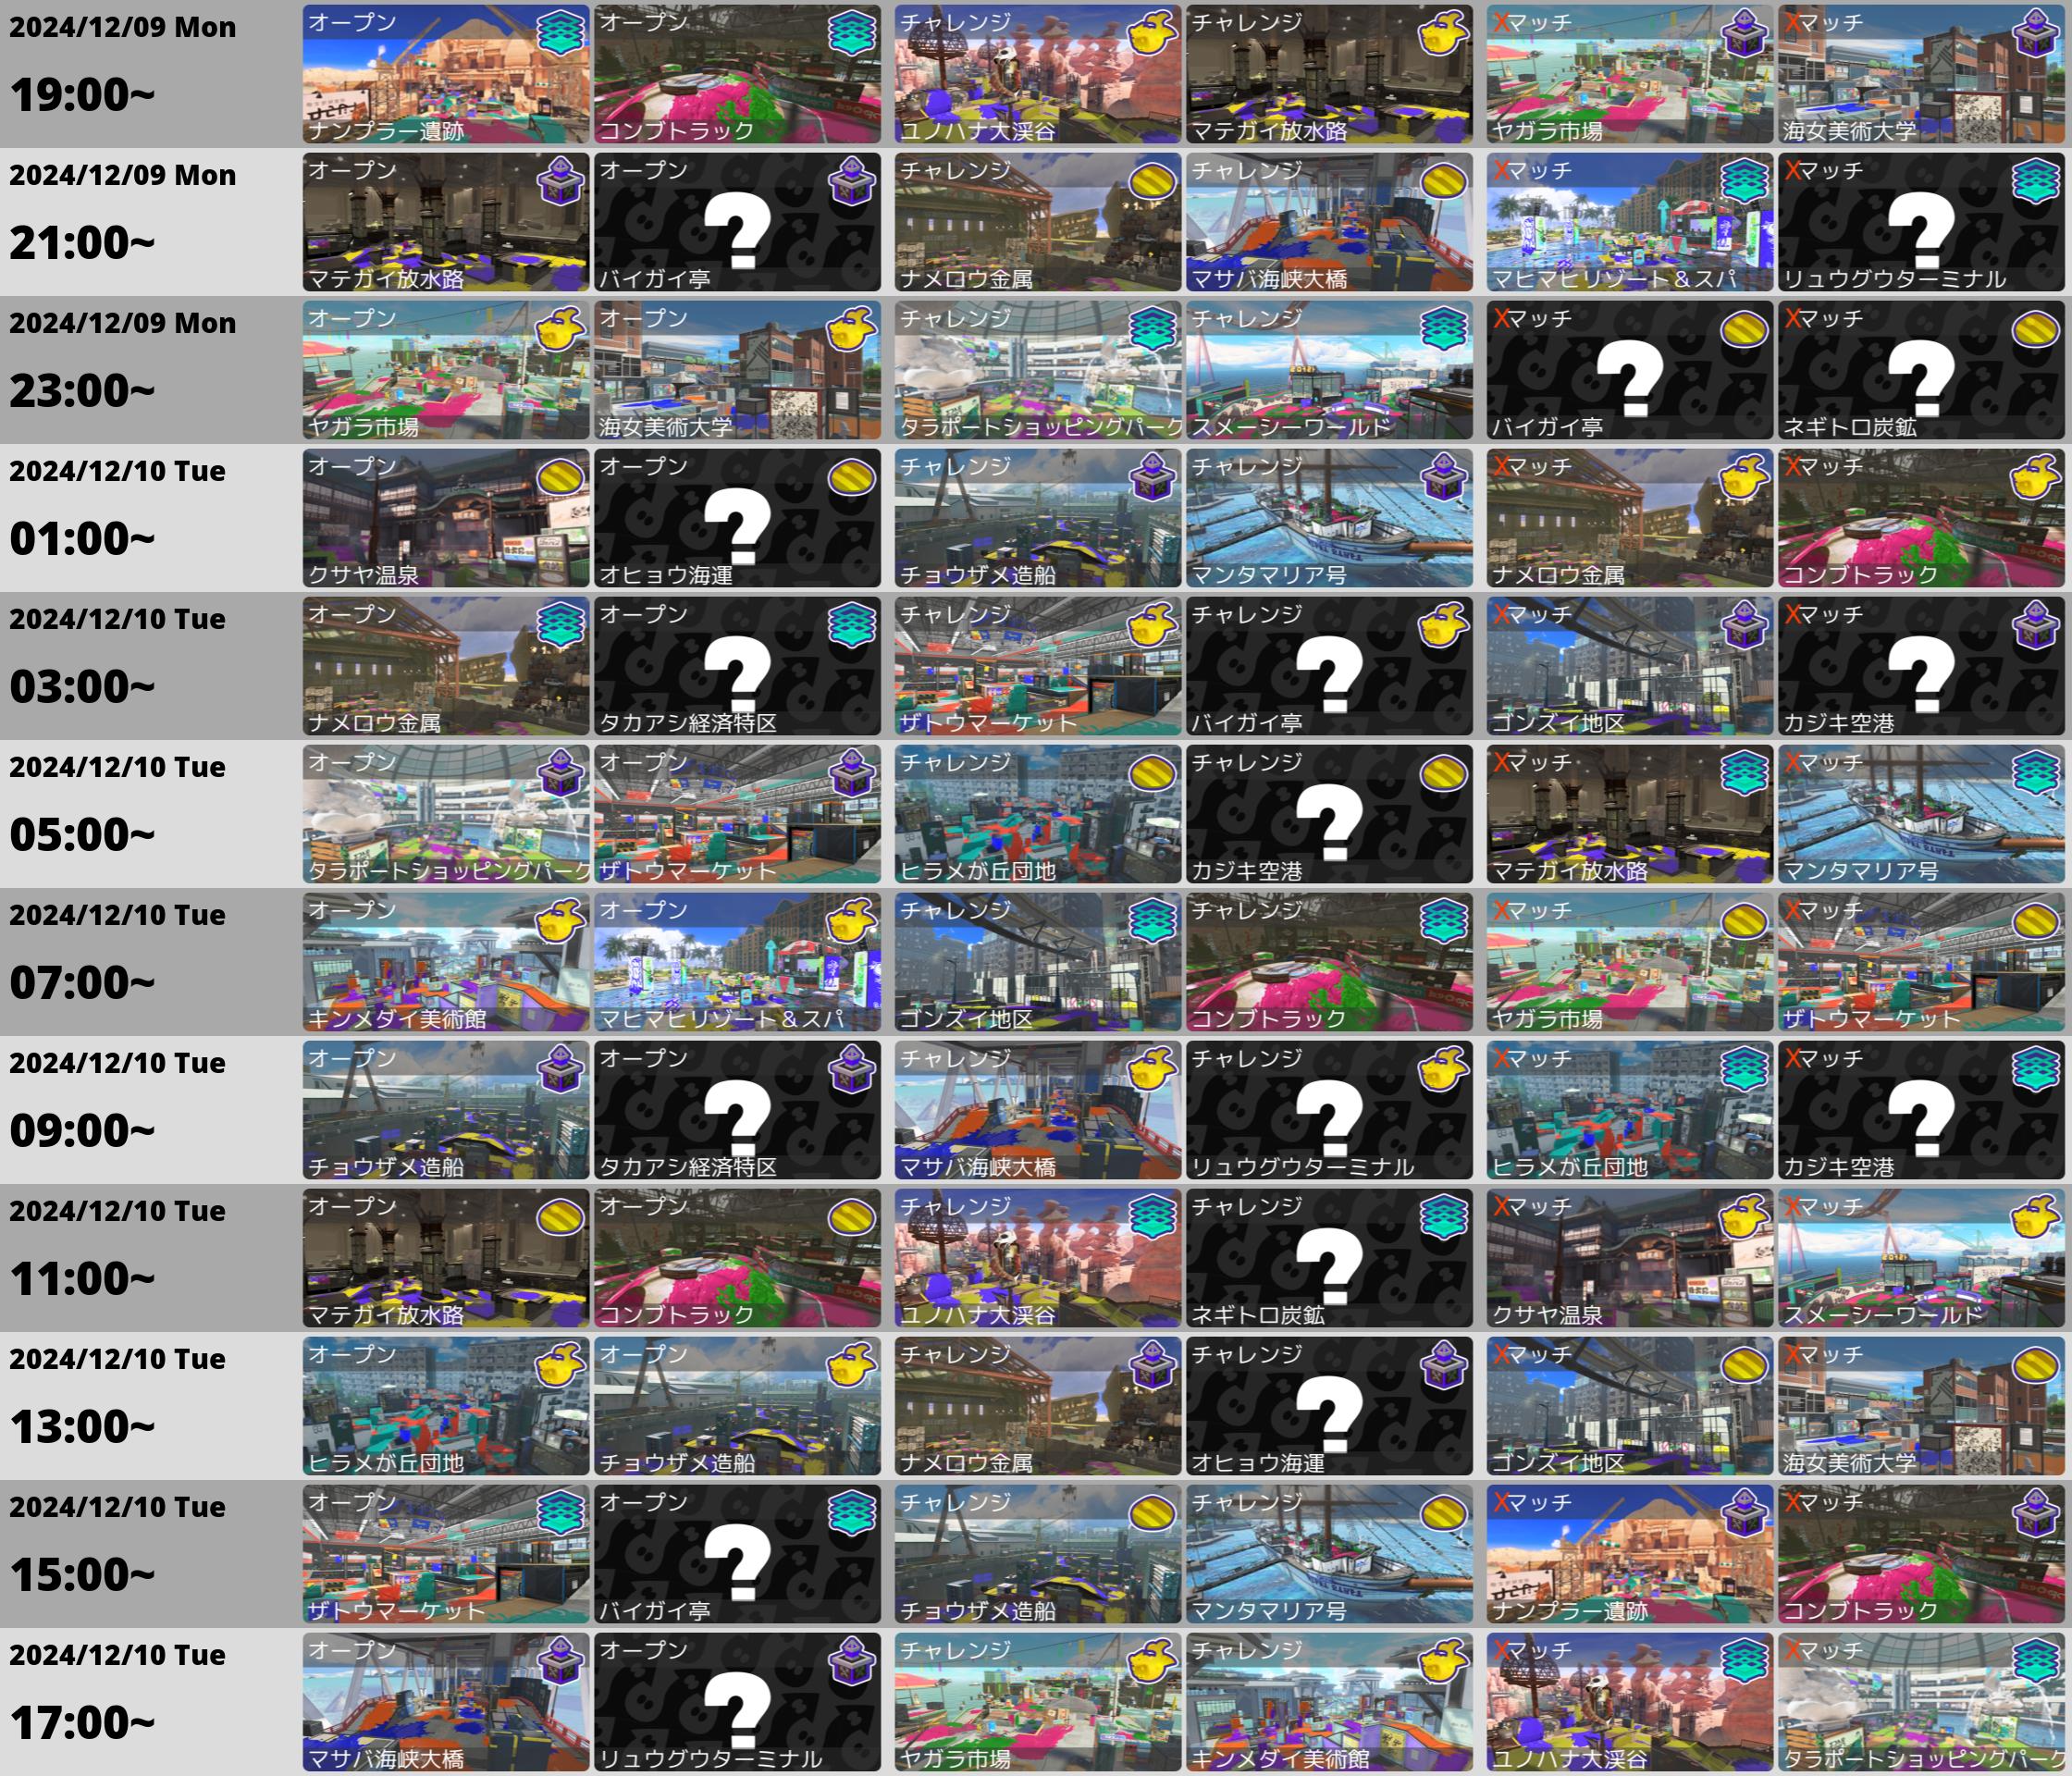 2024/12/09 Mon
19:00~
オープン
ナンプラー遺跡
オープン
コンブトラック
チャレンジ
ユノハナ大渓谷
チャレンジ
マテガイ放水路
Xマッチ
ヤガラ市場
Xマッチ
海女美術大学
2024/12/09 Mon
21:00~
オープン
マテガイ放水路
オープン
バイガイ亭
チャレンジ
ナメロウ金属
チャレンジ
マサバ海峡大橋
Xマッチ
マヒマヒリゾート&スパ
Xマッチ
リュウグウターミナル
2024/12/09 Mon
23:00~
オープン
ヤガラ市場
オープン
海女美術大学
チャレンジ
タラポートショッピングパーク
チャレンジ
スメーシーワールド
Xマッチ
バイガイ亭
Xマッチ
ネギトロ炭鉱
2024/12/10 Tue
01:00~
オープン
クサヤ温泉
オープン
オヒョウ海運
チャレンジ
チョウザメ造船
チャレンジ
マンタマリア号
Xマッチ
ナメロウ金属
Xマッチ
コンブトラック
2024/12/10 Tue
03:00~
オープン
ナメロウ金属
オープン
タカアシ経済特区
チャレンジ
ザトウマーケット
チャレンジ
バイガイ亭
Xマッチ
ゴンズイ地区
Xマッチ
カジキ空港
2024/12/10 Tue
05:00~
オープン
タラポートショッピングパーク
オープン
ザトウマーケット
チャレンジ
ヒラメが丘団地
チャレンジ
カジキ空港
Xマッチ
マテガイ放水路
Xマッチ
マンタマリア号
2024/12/10 Tue
07:00~
オープン
キンメダイ美術館
オープン
マヒマヒリゾート&スパ
チャレンジ
ゴンズイ地区
チャレンジ
コンブトラック
Xマッチ
ヤガラ市場
Xマッチ
ザトウマーケット
2024/12/10 Tue
09:00~
オープン
チョウザメ造船
オープン
タカアシ経済特区
チャレンジ
マサバ海峡大橋
チャレンジ
リュウグウターミナル
Xマッチ
ヒラメが丘団地
Xマッチ
カジキ空港
2024/12/10 Tue
11:00~
オープン
マテガイ放水路
オープン
コンブトラック
チャレンジ
ユノハナ大渓谷
チャレンジ
ネギトロ炭鉱
Xマッチ
クサヤ温泉
Xマッチ
スメーシーワールド
2024/12/10 Tue
13:00~
オープン
ヒラメが丘団地
オープン
チョウザメ造船
チャレンジ
ナメロウ金属
チャレンジ
オヒョウ海運
Xマッチ
ゴンズイ地区
Xマッチ
海女美術大学
2024/12/10 Tue
15:00~
オープン
ザトウマーケット
オープン
バイガイ亭
チャレンジ
チョウザメ造船
チャレンジ
マンタマリア号
Xマッチ
ナンプラー遺跡
Xマッチ
コンブトラック
2024/12/10 Tue
17:00~
オープン
マサバ海峡大橋
オープン
リュウグウターミナル
チャレンジ
ヤガラ市場
チャレンジ
キンメダイ美術館
Xマッチ
ユノハナ大渓谷
Xマッチ
タラポートショッピングパーク